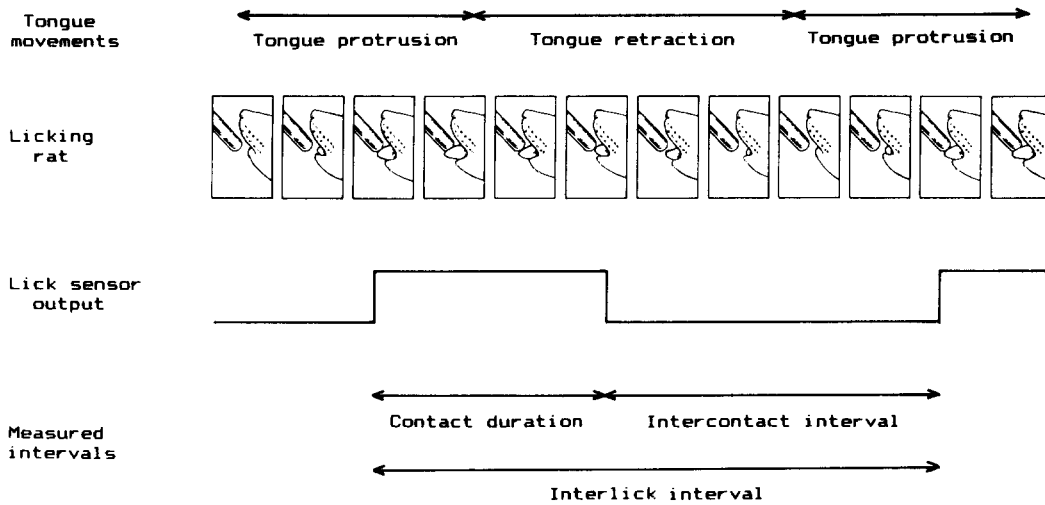 Tongue
movements
Tongue protrusion
Tongue retraction
Tongue protrusion
Licking
rat
Lick sensor
output
Contact duration
Intercontact interval
Measured
intervals
Interlick interval